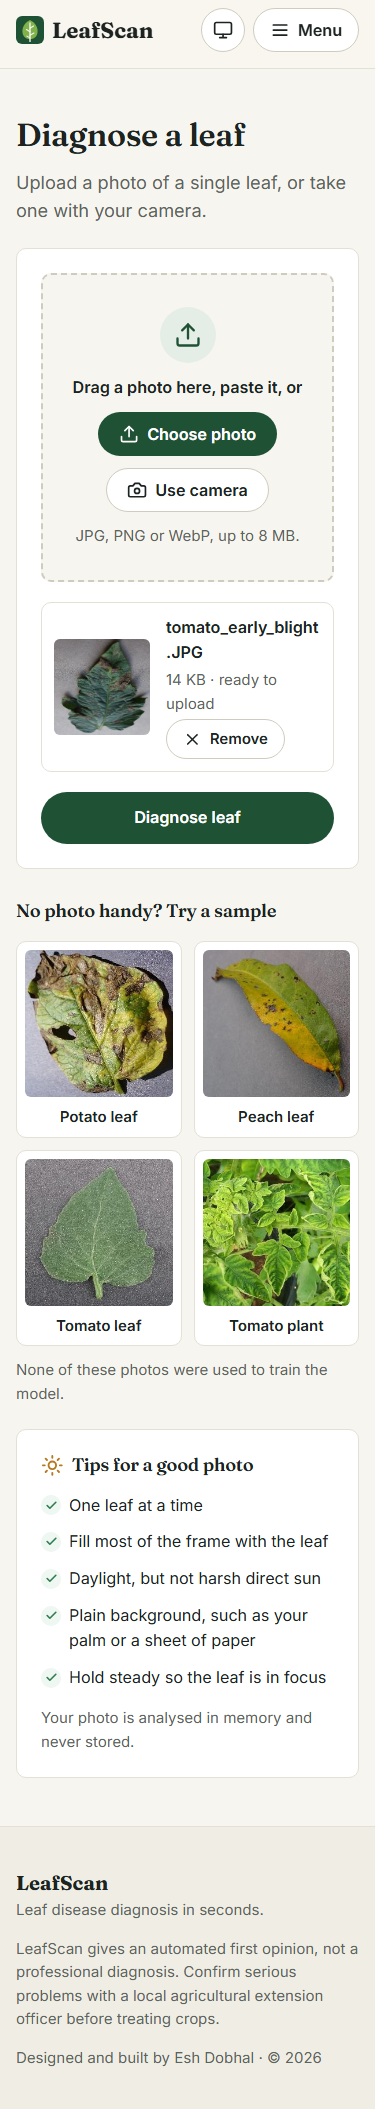 LeafScan
Menu
Diagnose a leaf
Upload a photo of a single leaf, or take
one with your camera.
Drag a photo here, paste it, or
Choose photo
Use camera
JPG, PNG or WebP, up to 8 MB.
tomato_early_blight
.JPG
14 KB · ready to
upload
Remove
Diagnose leaf
No photo handy? Try a sample
Potato leaf
Peach leaf
Tomato leaf
Tomato plant
None of these photos were used to train the
model.
Tips for a good photo
One leaf at a time
Fill most of the frame with the leaf
Daylight, but not harsh direct sun
Plain background, such as your
palm or a sheet of paper
Hold steady so the leaf is in focus
Your photo is analysed in memory and
never stored.
LeafScan
Leaf disease diagnosis in seconds.
LeafScan gives an automated first opinion, not a
professional diagnosis. Confirm serious
problems with a local agricultural extension
officer before treating crops.
Designed and built by Esh Dobhal · © 2026